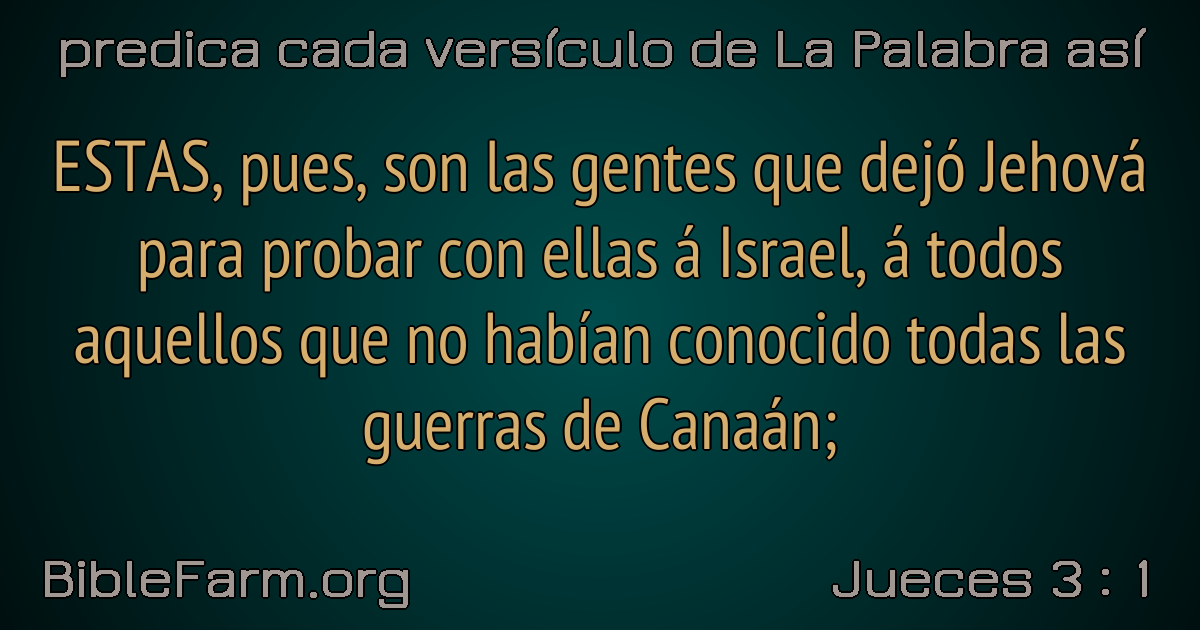 predica cada versículo de La Palabra así
ESTAS, pues, son las gentes que dejó Jehová
para probar con ellas á Israel, á todos
aquellos que no habían conocido todas las
guerras de Canaán;
BibleFarm.org
Jueces 3 : 1